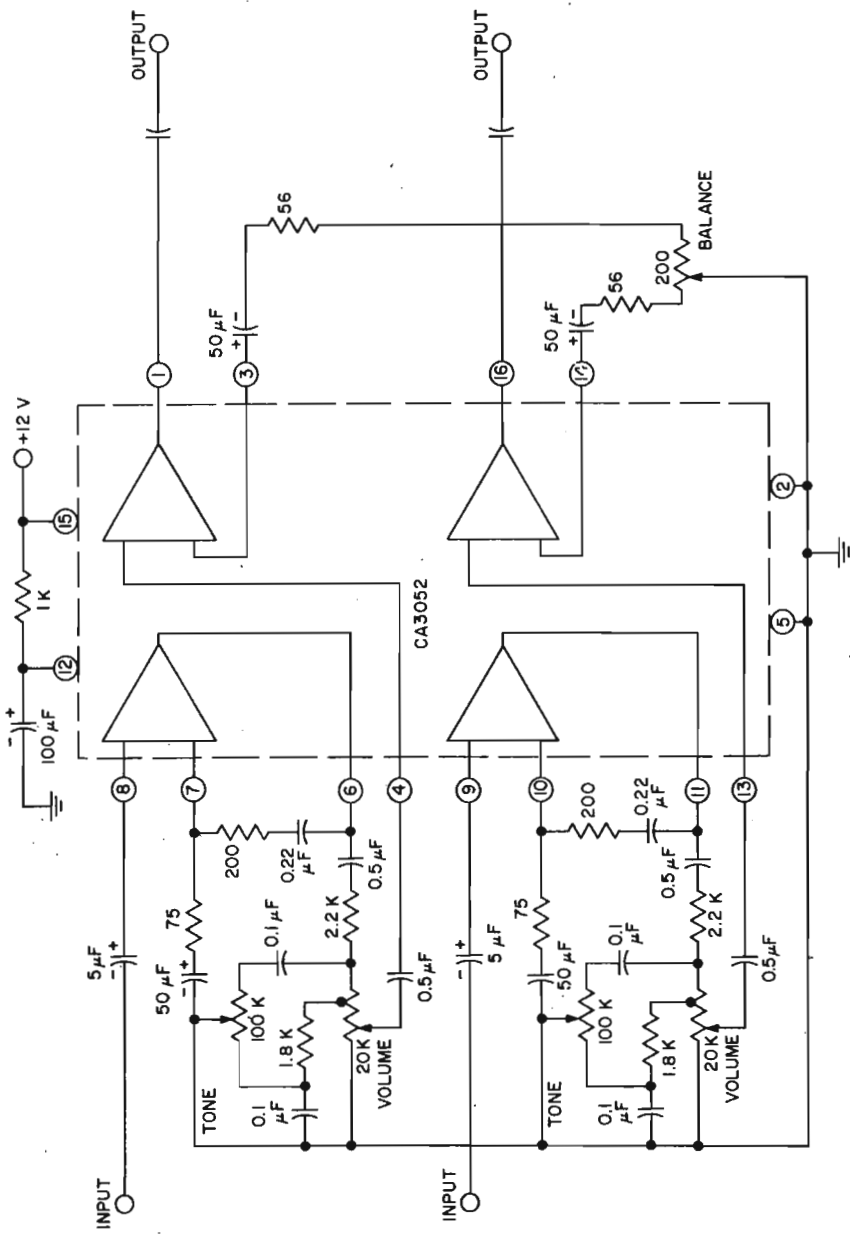 +12 V
15
1K
12
- +
100 μF
INPUT
5 μF
- +
8
7
75
50 μF
- +
TONE
100 K
0.1 μF
200
0.22
μF
6
0.5 μF
2.2 K
1.8 K
0.1
μF
20 K
VOLUME
0.5 μF
4
1
OUTPUT
3
50 μF
+ -
56
CA3052
INPUT
5 μF
- +
9
10
75
50 μF
TONE
100 K
0.1
μF
200
0.22
μF
11
0.5 μF
2.2 K
1.8 K
0.1
μF
20 K
VOLUME
0.5 μF
13
16
OUTPUT
50 μF
+ -
56
200
BALANCE
5
2